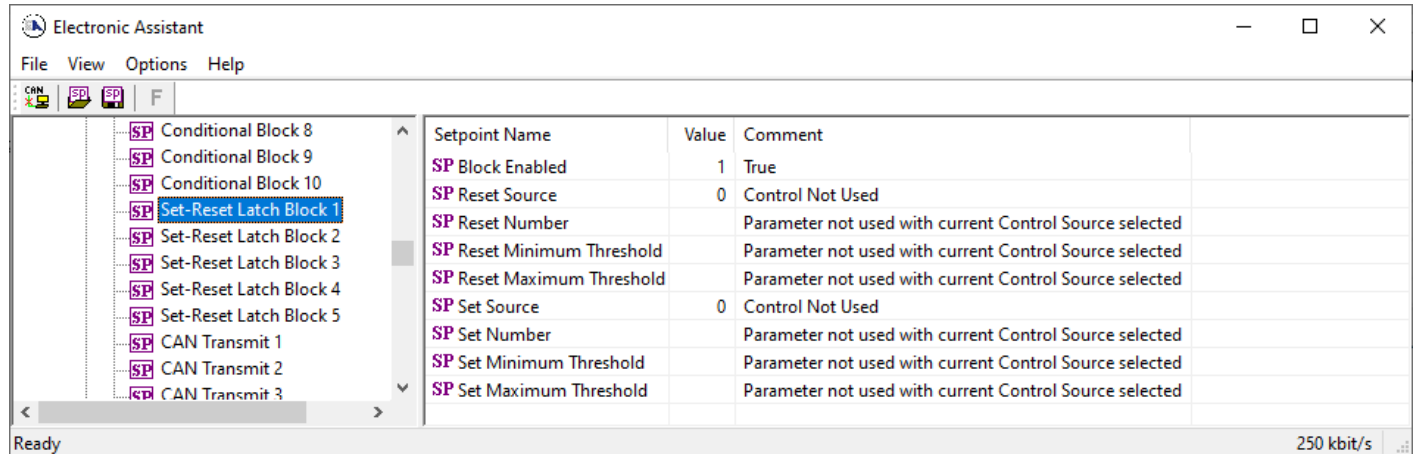 Electronic Assistant
File View Options Help
CAN SP SP F
SP Conditional Block 8
SP Conditional Block 9
SP Conditional Block 10
SP Set-Reset Latch Block 1
SP Set-Reset Latch Block 2
SP Set-Reset Latch Block 3
SP Set-Reset Latch Block 4
SP Set-Reset Latch Block 5
SP CAN Transmit 1
SP CAN Transmit 2
SP CAN Transmit 3
Setpoint Name Value Comment
SP Block Enabled 1 True
SP Reset Source 0 Control Not Used
SP Reset Number Parameter not used with current Control Source selected
SP Reset Minimum Threshold Parameter not used with current Control Source selected
SP Reset Maximum Threshold Parameter not used with current Control Source selected
SP Set Source 0 Control Not Used
SP Set Number Parameter not used with current Control Source selected
SP Set Minimum Threshold Parameter not used with current Control Source selected
SP Set Maximum Threshold Parameter not used with current Control Source selected
Ready 250 kbit/s